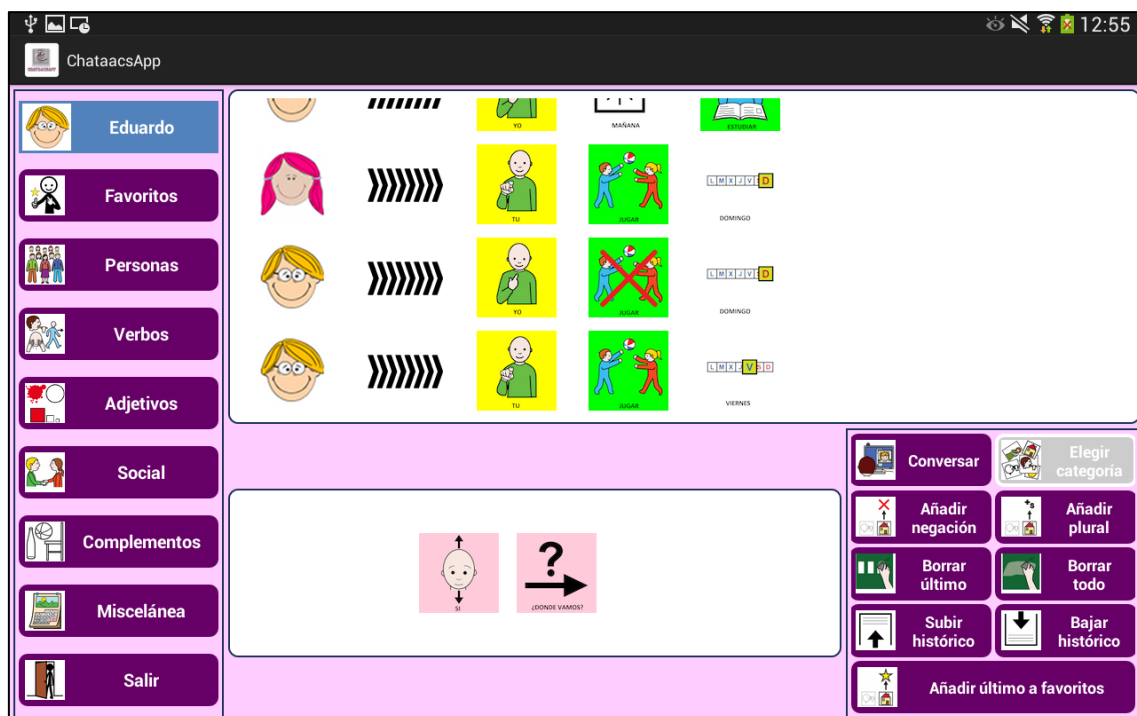 12:55
ChataacsApp
Eduardo
Favoritos
Personas
Verbos
Adjetivos
Social
Complementos
Miscelánea
Salir
YO
MAÑANA
ESTUDIAR
TU
JUGAR
L M X J V S D
DOMINGO
YO
JUGAR
L M X J V S D
DOMINGO
TU
JUGAR
L M X J V S D
VIERNES
SI
?
¿DONDE VAMOS?
Conversar
Elegir
categoría
Añadir
negación
+s
Añadir
plural
Borrar
último
Borrar
todo
Subir
histórico
Bajar
histórico
Añadir último a favoritos